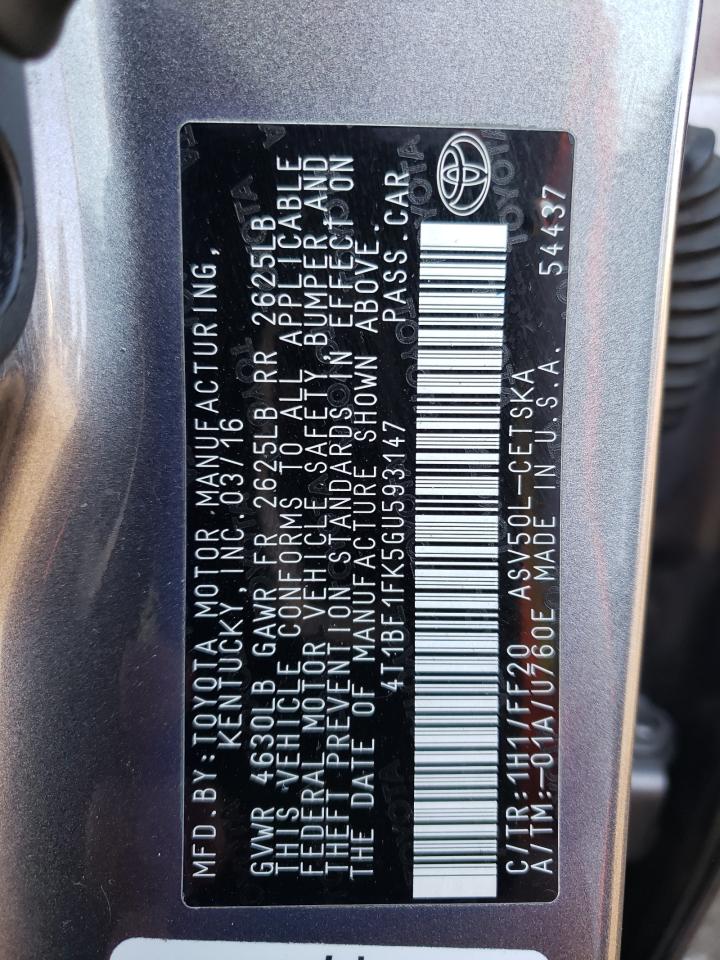 MFD.BY:TOYOTA MOTOR MANUFACTURING,
KENTUCKY,INC. 03/16
GVWR 4630LB GAWR FR 2625LB RR 2625LB
THIS VEHICLE CONFORMS TO ALL APPLICABLE
FEDERAL MOTOR VEHICLE SAFETY,BUMPER AND
THEFT PREVENTION STANDARDS IN EFFECT ON
THE DATE OF MANUFACTURE SHOWN ABOVE.
4T1BF1FK5GU593147 PASS.CAR
C/TR:1H1/FF20 ASV50L-CETSKA
A/TM:-01A/U760E MADE IN U.S.A. 54437